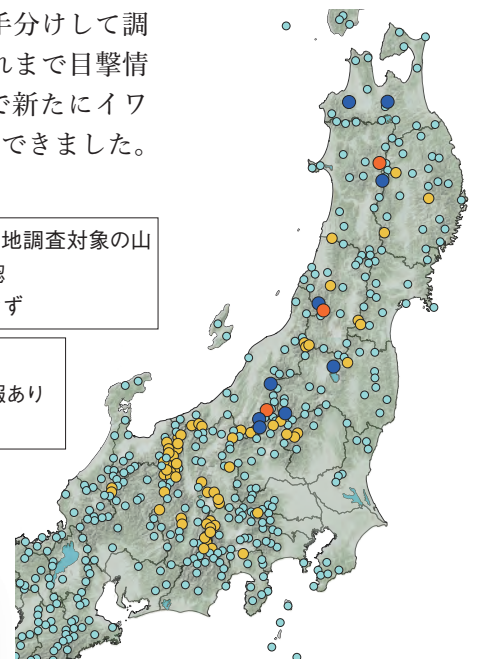 手分けして調
れまで目撃情
で新たにイワ
できました。
地調査対象の山
認
ず
報あり